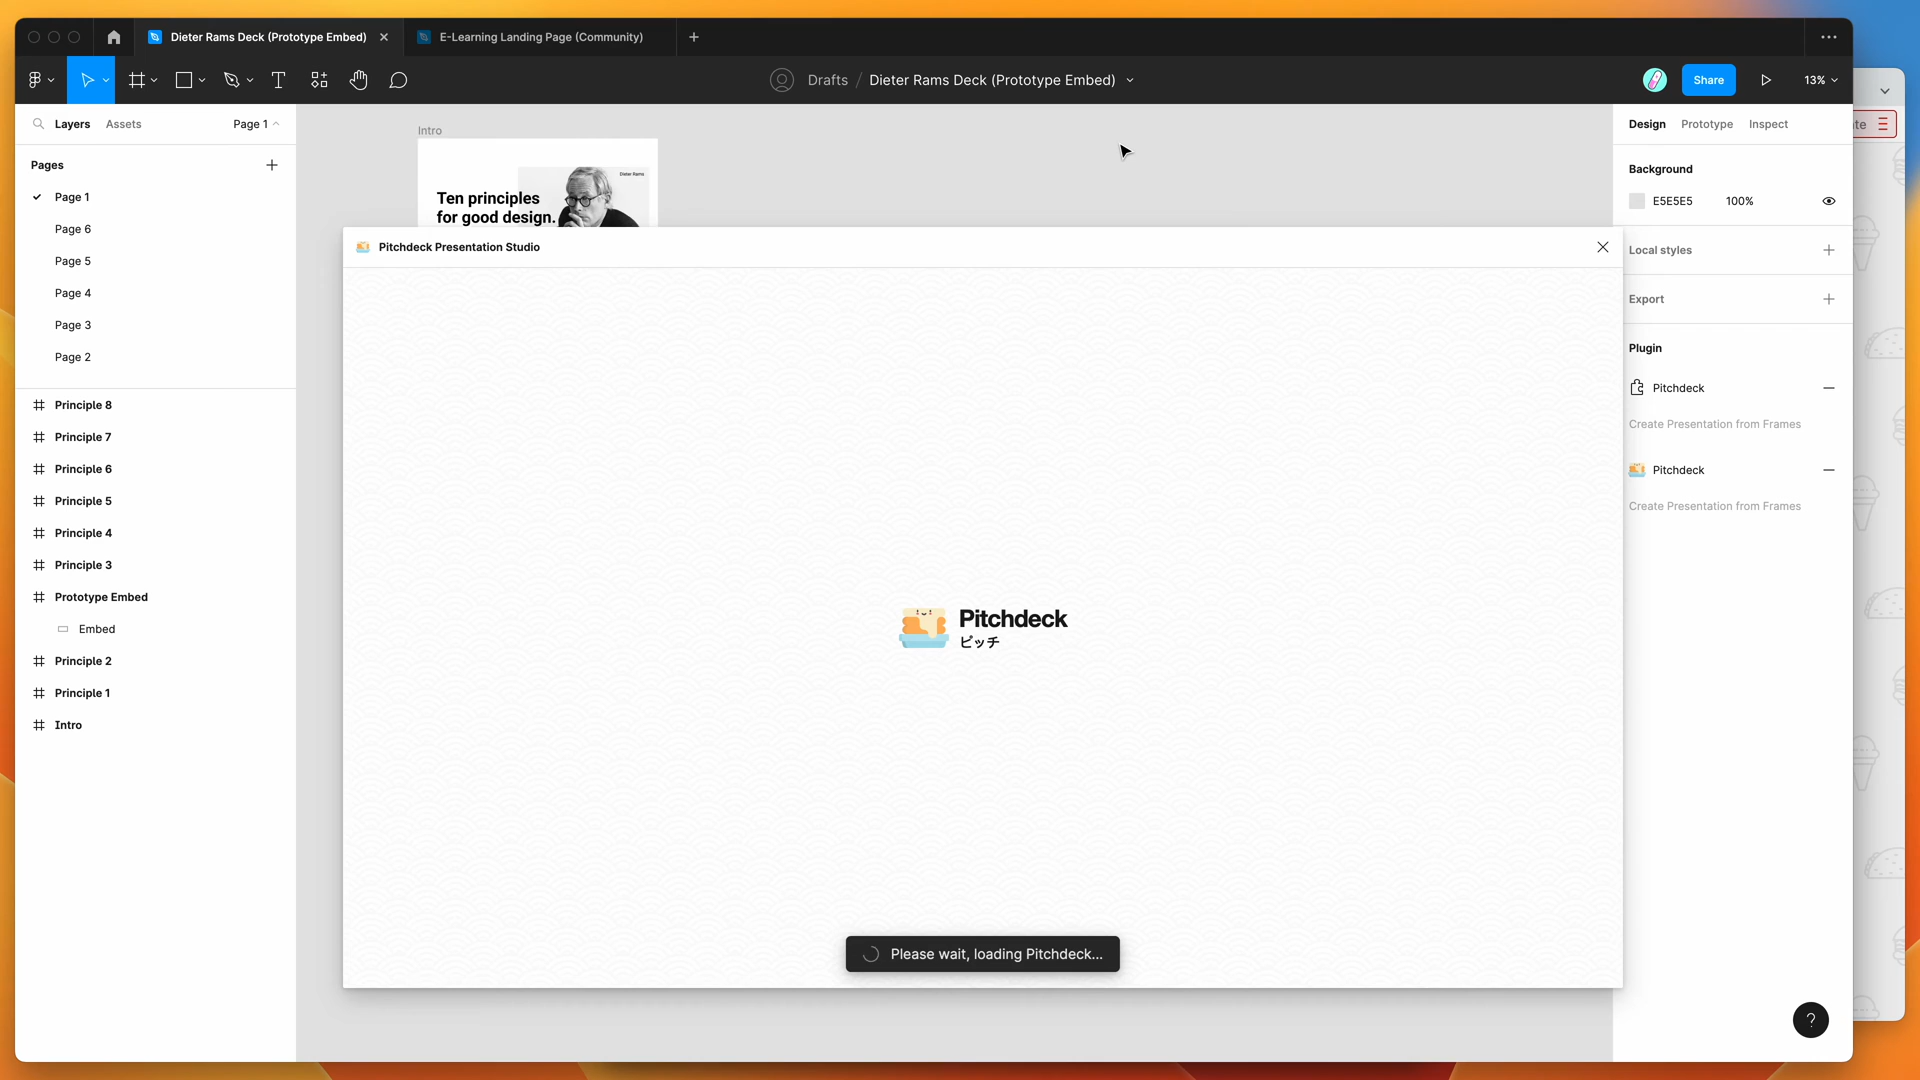 Dieter Rams Deck (Prototype Embed)
E-Learning Landing Page (Community)
Drafts / Dieter Rams Deck (Prototype Embed)
Share
13%
Layers
Assets
Page 1
Pages
Page 1
Page 6
Page 5
Page 4
Page 3
Page 2
Principle 8
Principle 7
Principle 6
Principle 5
Principle 4
Principle 3
Prototype Embed
Embed
Principle 2
Principle 1
Intro
Intro
Ten principles
for good design.
Dieter Rams
Pitchdeck Presentation Studio
Pitchdeck
ピッチ
Please wait, loading Pitchdeck...
Design
Prototype
Inspect
Background
E5E5E5
100%
Local styles
Export
Plugin
Pitchdeck
Create Presentation from Frames
Pitchdeck
Create Presentation from Frames
?